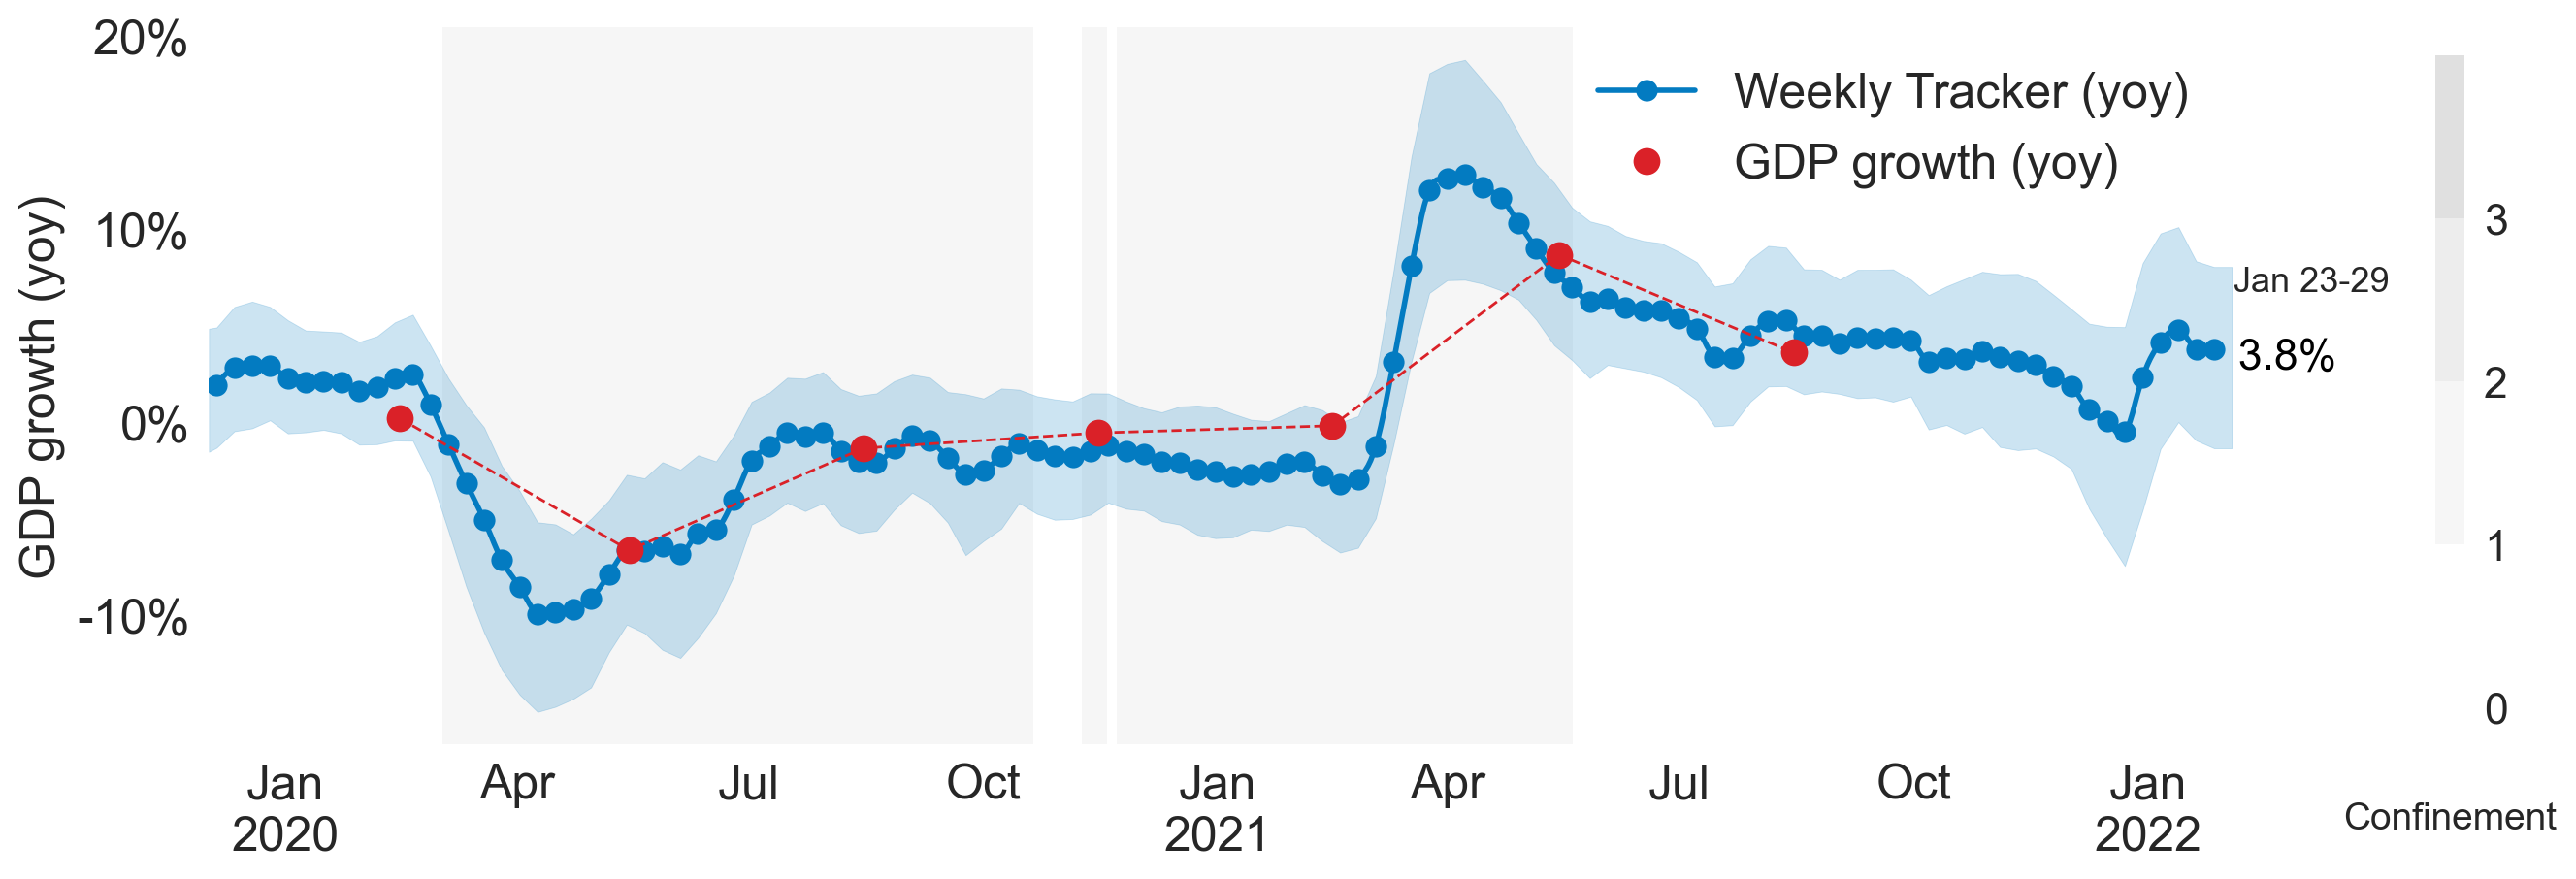 20%
10%
0%
-10%
GDP growth (yoy)
Weekly Tracker (yoy)
GDP growth (yoy)
Jan 23-29
3.8%
3
2
1
0
Confinement
Jan Apr Jul Oct Jan Apr Jul Oct Jan
2020 2021 2022